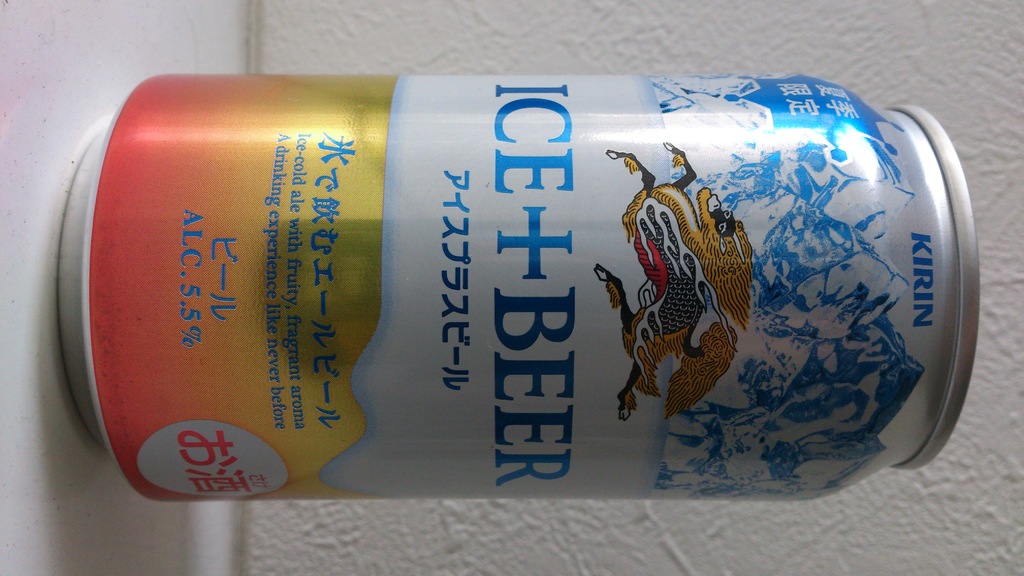 夏季
限定
KIRIN
ICE+BEER
アイスプラスビール
氷で飲むエールビール
Ice-cold ale with fruity, fragrant aroma
A drinking experience like never before
ビール
ALC. 5.5%
お酒
さけ